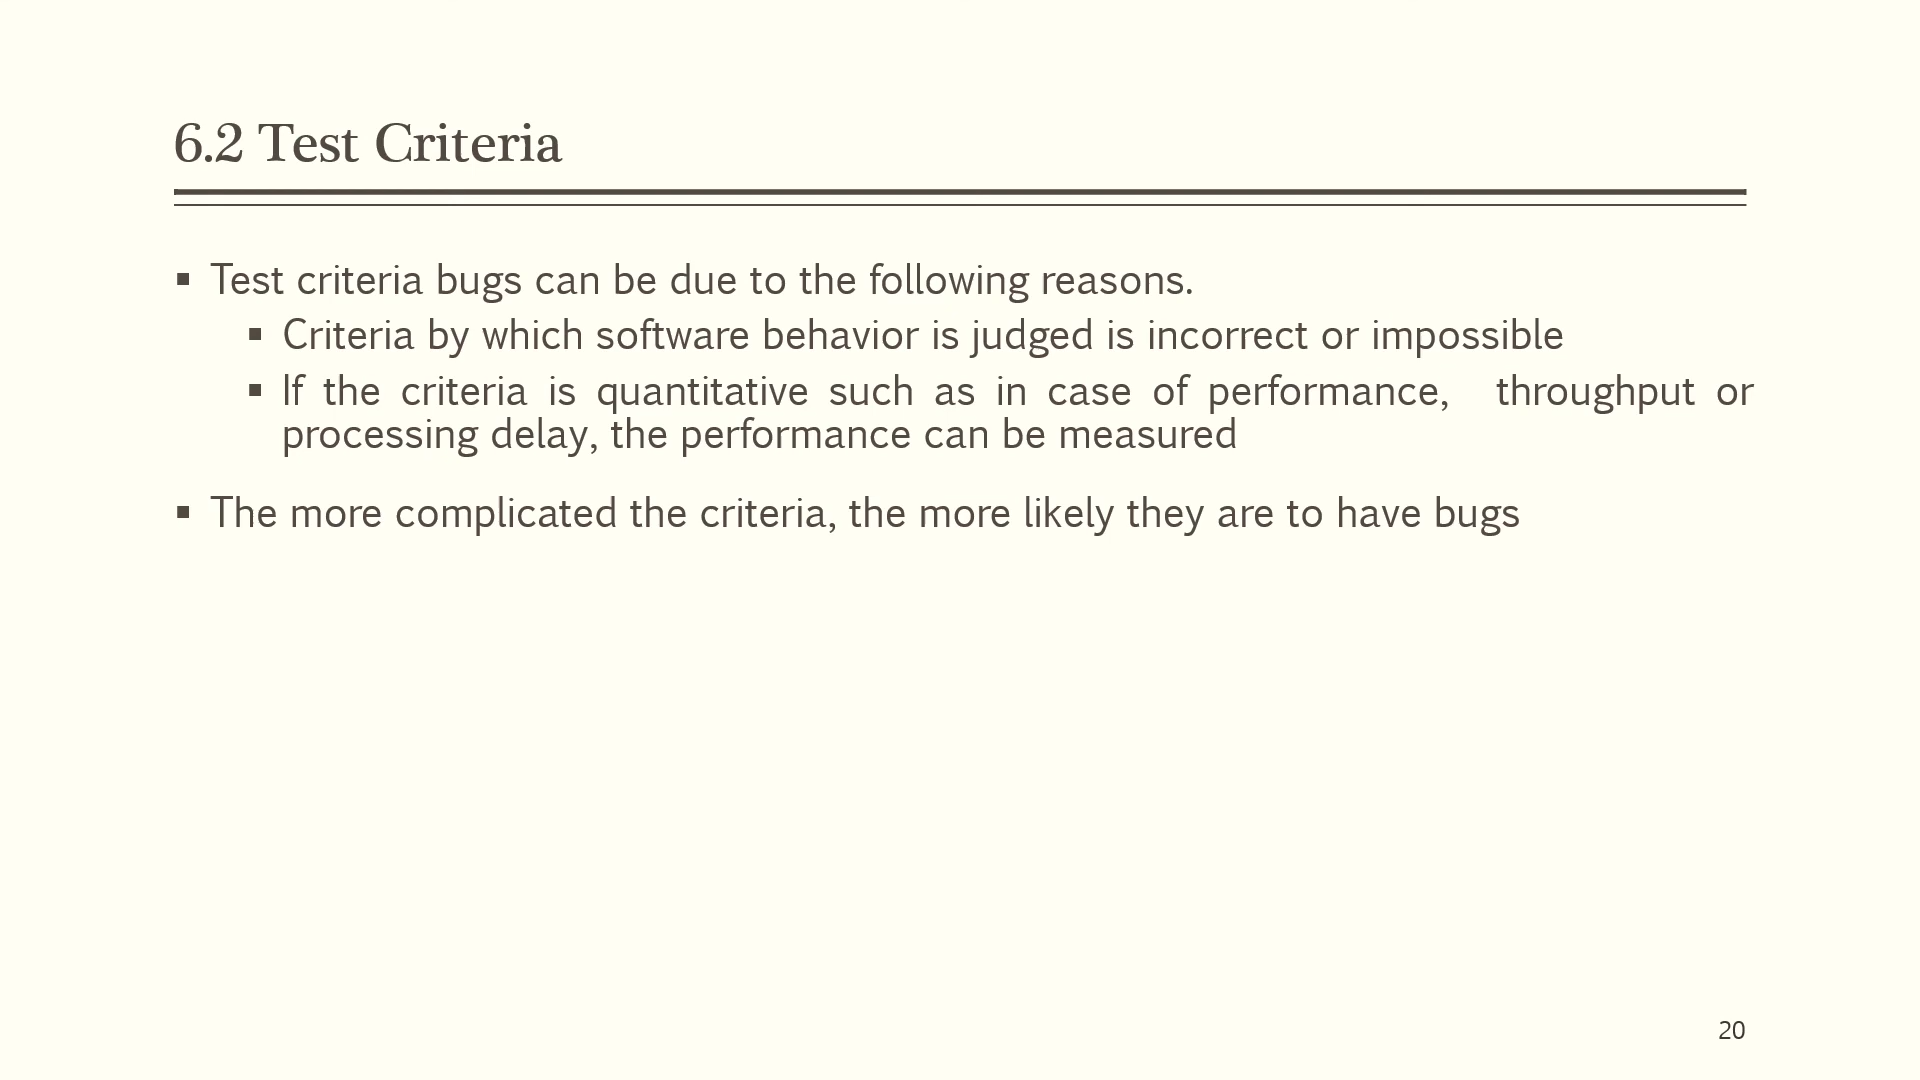 6.2 Test Criteria
▪ Test criteria bugs can be due to the following reasons.
▪ Criteria by which software behavior is judged is incorrect or impossible
▪ If the criteria is quantitative such as in case of performance, throughput or
processing delay, the performance can be measured
▪ The more complicated the criteria, the more likely they are to have bugs
20